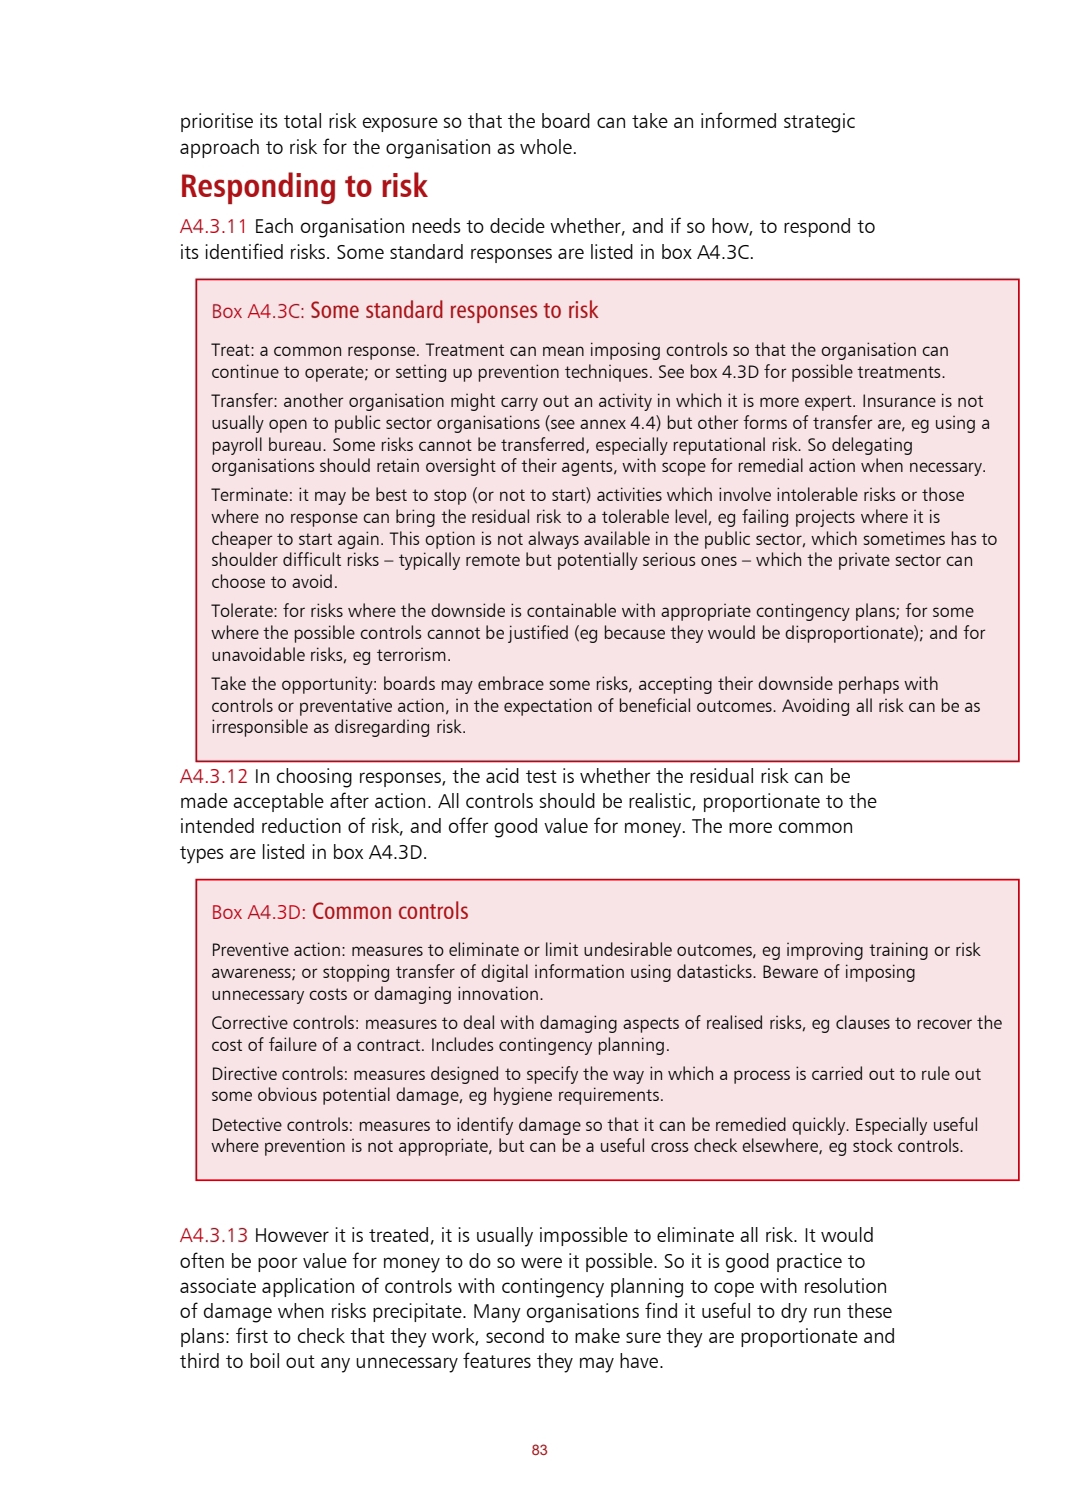 prioritise its total risk exposure so that the board can take an informed strategic
approach to risk for the organisation as whole.
Responding to risk
A4.3.11 Each organisation needs to decide whether, and if so how, to respond to
its identified risks. Some standard responses are listed in box A4.3C.
Box A4.3C: Some standard responses to risk
Treat: a common response. Treatment can mean imposing controls so that the organisation can
continue to operate; or setting up prevention techniques. See box 4.3D for possible treatments.
Transfer: another organisation might carry out an activity in which it is more expert. Insurance is not
usually open to public sector organisations (see annex 4.4) but other forms of transfer are, eg using a
payroll bureau. Some risks cannot be transferred, especially reputational risk. So delegating
organisations should retain oversight of their agents, with scope for remedial action when necessary.
Terminate: it may be best to stop (or not to start) activities which involve intolerable risks or those
where no response can bring the residual risk to a tolerable level, eg failing projects where it is
cheaper to start again. This option is not always available in the public sector, which sometimes has to
shoulder difficult risks – typically remote but potentially serious ones – which the private sector can
choose to avoid.
Tolerate: for risks where the downside is containable with appropriate contingency plans; for some
where the possible controls cannot be justified (eg because they would be disproportionate); and for
unavoidable risks, eg terrorism.
Take the opportunity: boards may embrace some risks, accepting their downside perhaps with
controls or preventative action, in the expectation of beneficial outcomes. Avoiding all risk can be as
irresponsible as disregarding risk.
A4.3.12 In choosing responses, the acid test is whether the residual risk can be
made acceptable after action. All controls should be realistic, proportionate to the
intended reduction of risk, and offer good value for money. The more common
types are listed in box A4.3D.
Box A4.3D: Common controls
Preventive action: measures to eliminate or limit undesirable outcomes, eg improving training or risk
awareness; or stopping transfer of digital information using datasticks. Beware of imposing
unnecessary costs or damaging innovation.
Corrective controls: measures to deal with damaging aspects of realised risks, eg clauses to recover the
cost of failure of a contract. Includes contingency planning.
Directive controls: measures designed to specify the way in which a process is carried out to rule out
some obvious potential damage, eg hygiene requirements.
Detective controls: measures to identify damage so that it can be remedied quickly. Especially useful
where prevention is not appropriate, but can be a useful cross check elsewhere, eg stock controls.
A4.3.13 However it is treated, it is usually impossible to eliminate all risk. It would
often be poor value for money to do so were it possible. So it is good practice to
associate application of controls with contingency planning to cope with resolution
of damage when risks precipitate. Many organisations find it useful to dry run these
plans: first to check that they work, second to make sure they are proportionate and
third to boil out any unnecessary features they may have.
83